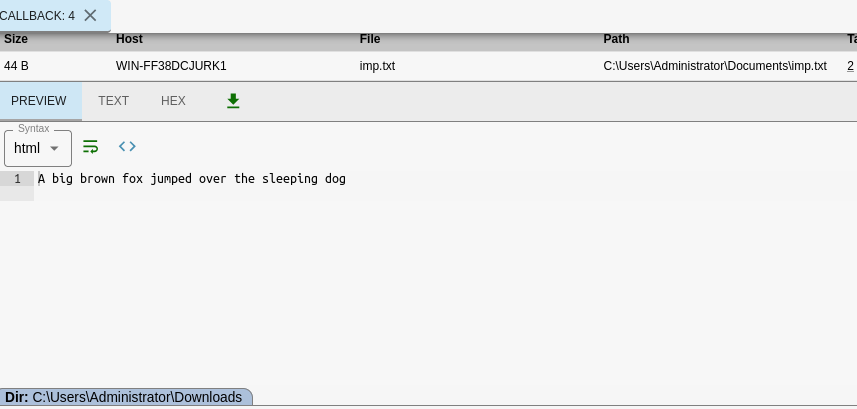 CALLBACK: 4
Size Host File Path
44 B WIN-FF38DCJURK1 imp.txt C:\Users\Administrator\Documents\imp.txt 2
PREVIEW TEXT HEX
Syntax
html
1 A big brown fox jumped over the sleeping dog
Dir: C:\Users\Administrator\Downloads